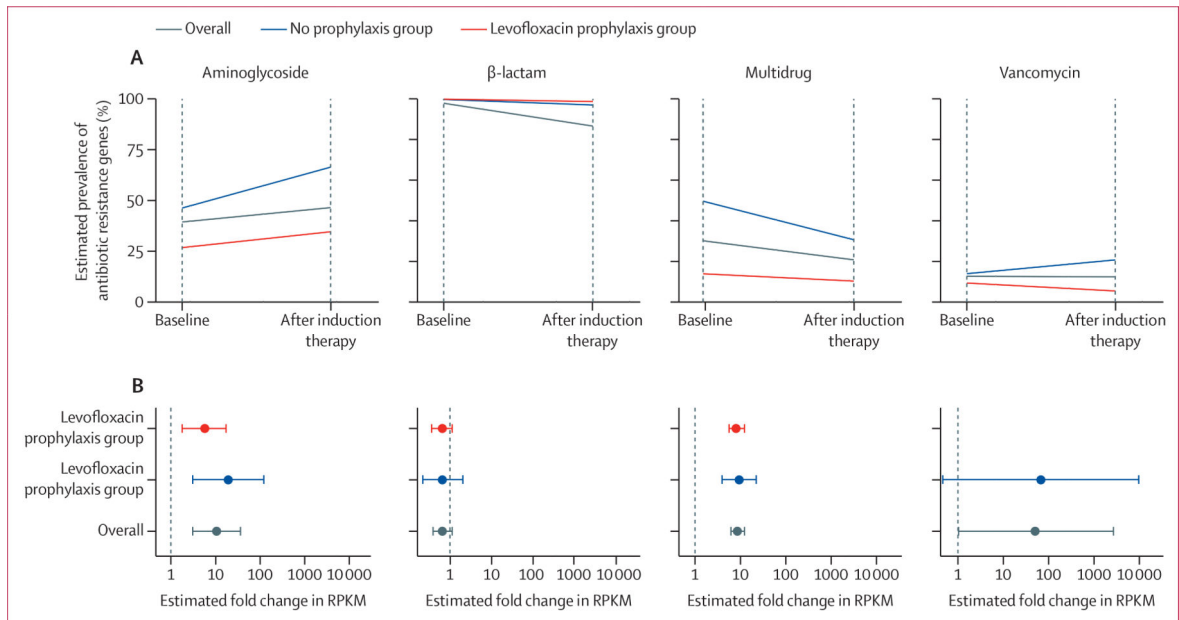 Overall
No prophylaxis group
Levofloxacin prophylaxis group
A
Aminoglycoside
β-lactam
Multidrug
Vancomycin
Estimated prevalence of
antibiotic resistance genes (%)
100
75
50
25
0
Baseline
After induction
therapy
Baseline
After induction
therapy
Baseline
After induction
therapy
Baseline
After induction
therapy
B
Levofloxacin
prophylaxis group
Levofloxacin
prophylaxis group
Overall
1 10 100 1000 10 000
Estimated fold change in RPKM
1 10 100 1000 10 000
Estimated fold change in RPKM
1 10 100 1000 10 000
Estimated fold change in RPKM
1 10 100 1000 10 000
Estimated fold change in RPKM